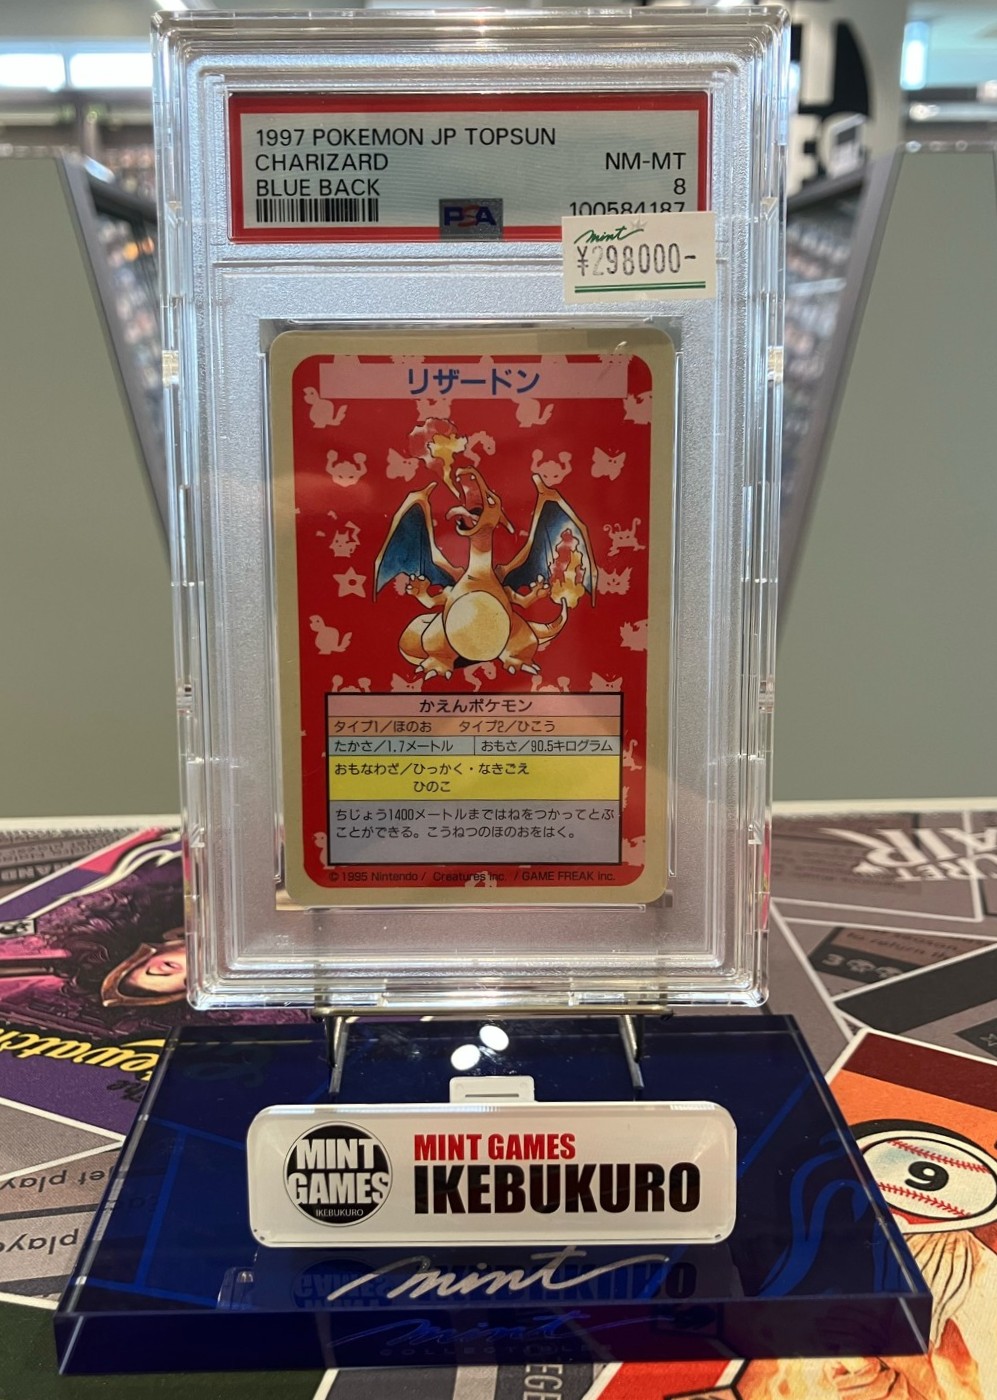 1997 POKEMON JP TOPSUN
CHARIZARD
NM-MT
BLUE BACK
8
100584187
PSA
mint
¥298000-
リザードン
かえんポケモン
タイプ1/ほのお タイプ2/ひこう
たかさ/1.7メートル おもさ/90.5キログラム
おもなわざ/ひっかく・なきごえ
ひのこ
ちじょう1400メートルまではねをつかってとぶ
ことができる。こうねつのほのおをはく。
©1995 Nintendo / Creatures inc. / GAME FREAK inc.
MINT
GAMES
IKEBUKURO
MINT GAMES
IKEBUKURO
mint
COLLECTIBLES
The
AIR
6
3